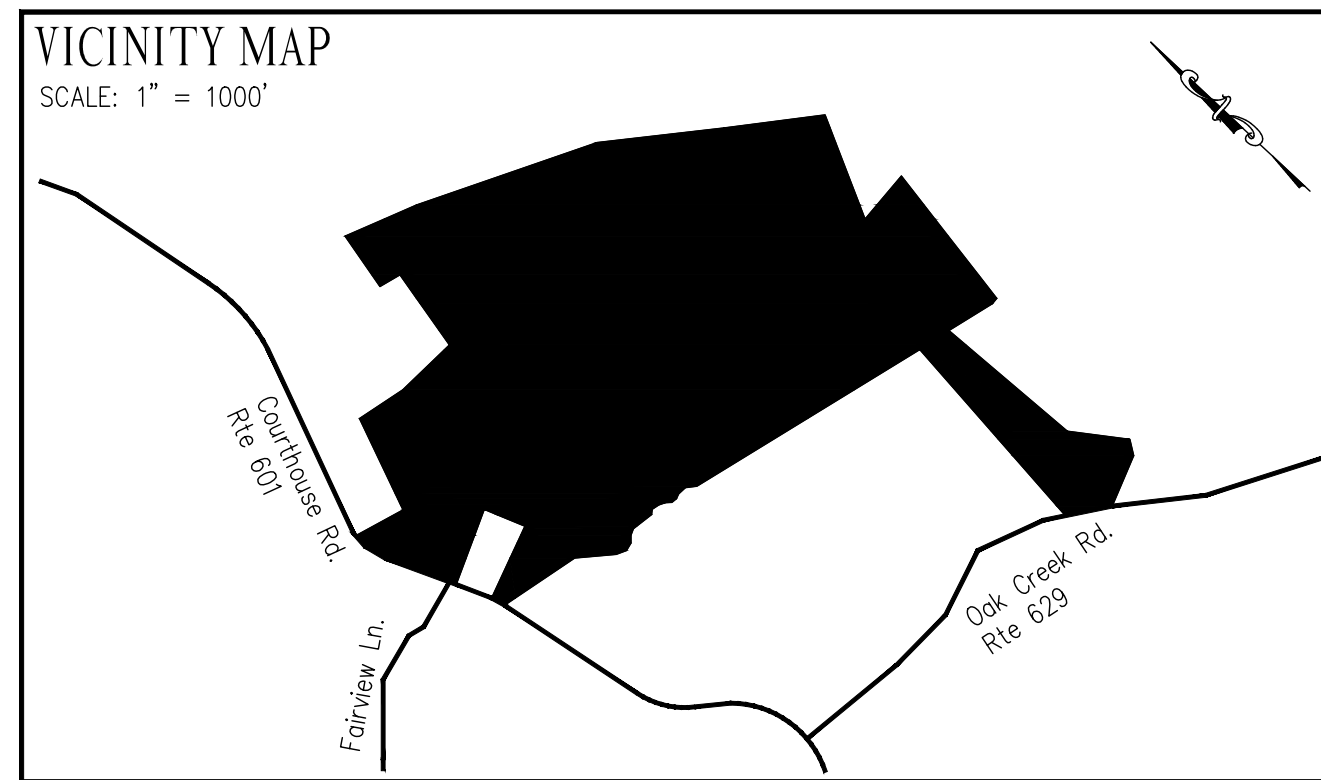 VICINITY MAP
SCALE: 1" = 1000'
Courthouse Rd.
Rte 601
Fairview Ln.
Oak Creek Rd.
Rte 629